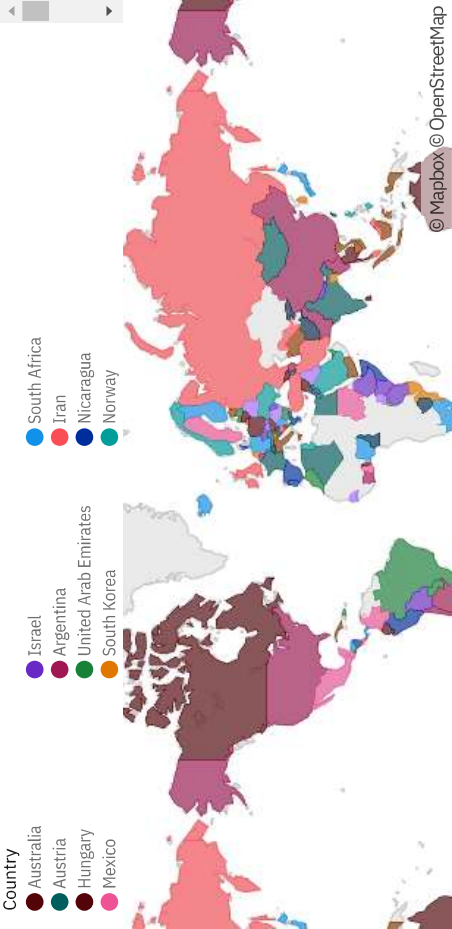 Country
Australia
Israel
South Africa
Austria
Argentina
Iran
Hungary
United Arab Emirates
Nicaragua
Mexico
South Korea
Norway
© Mapbox © OpenStreetMap